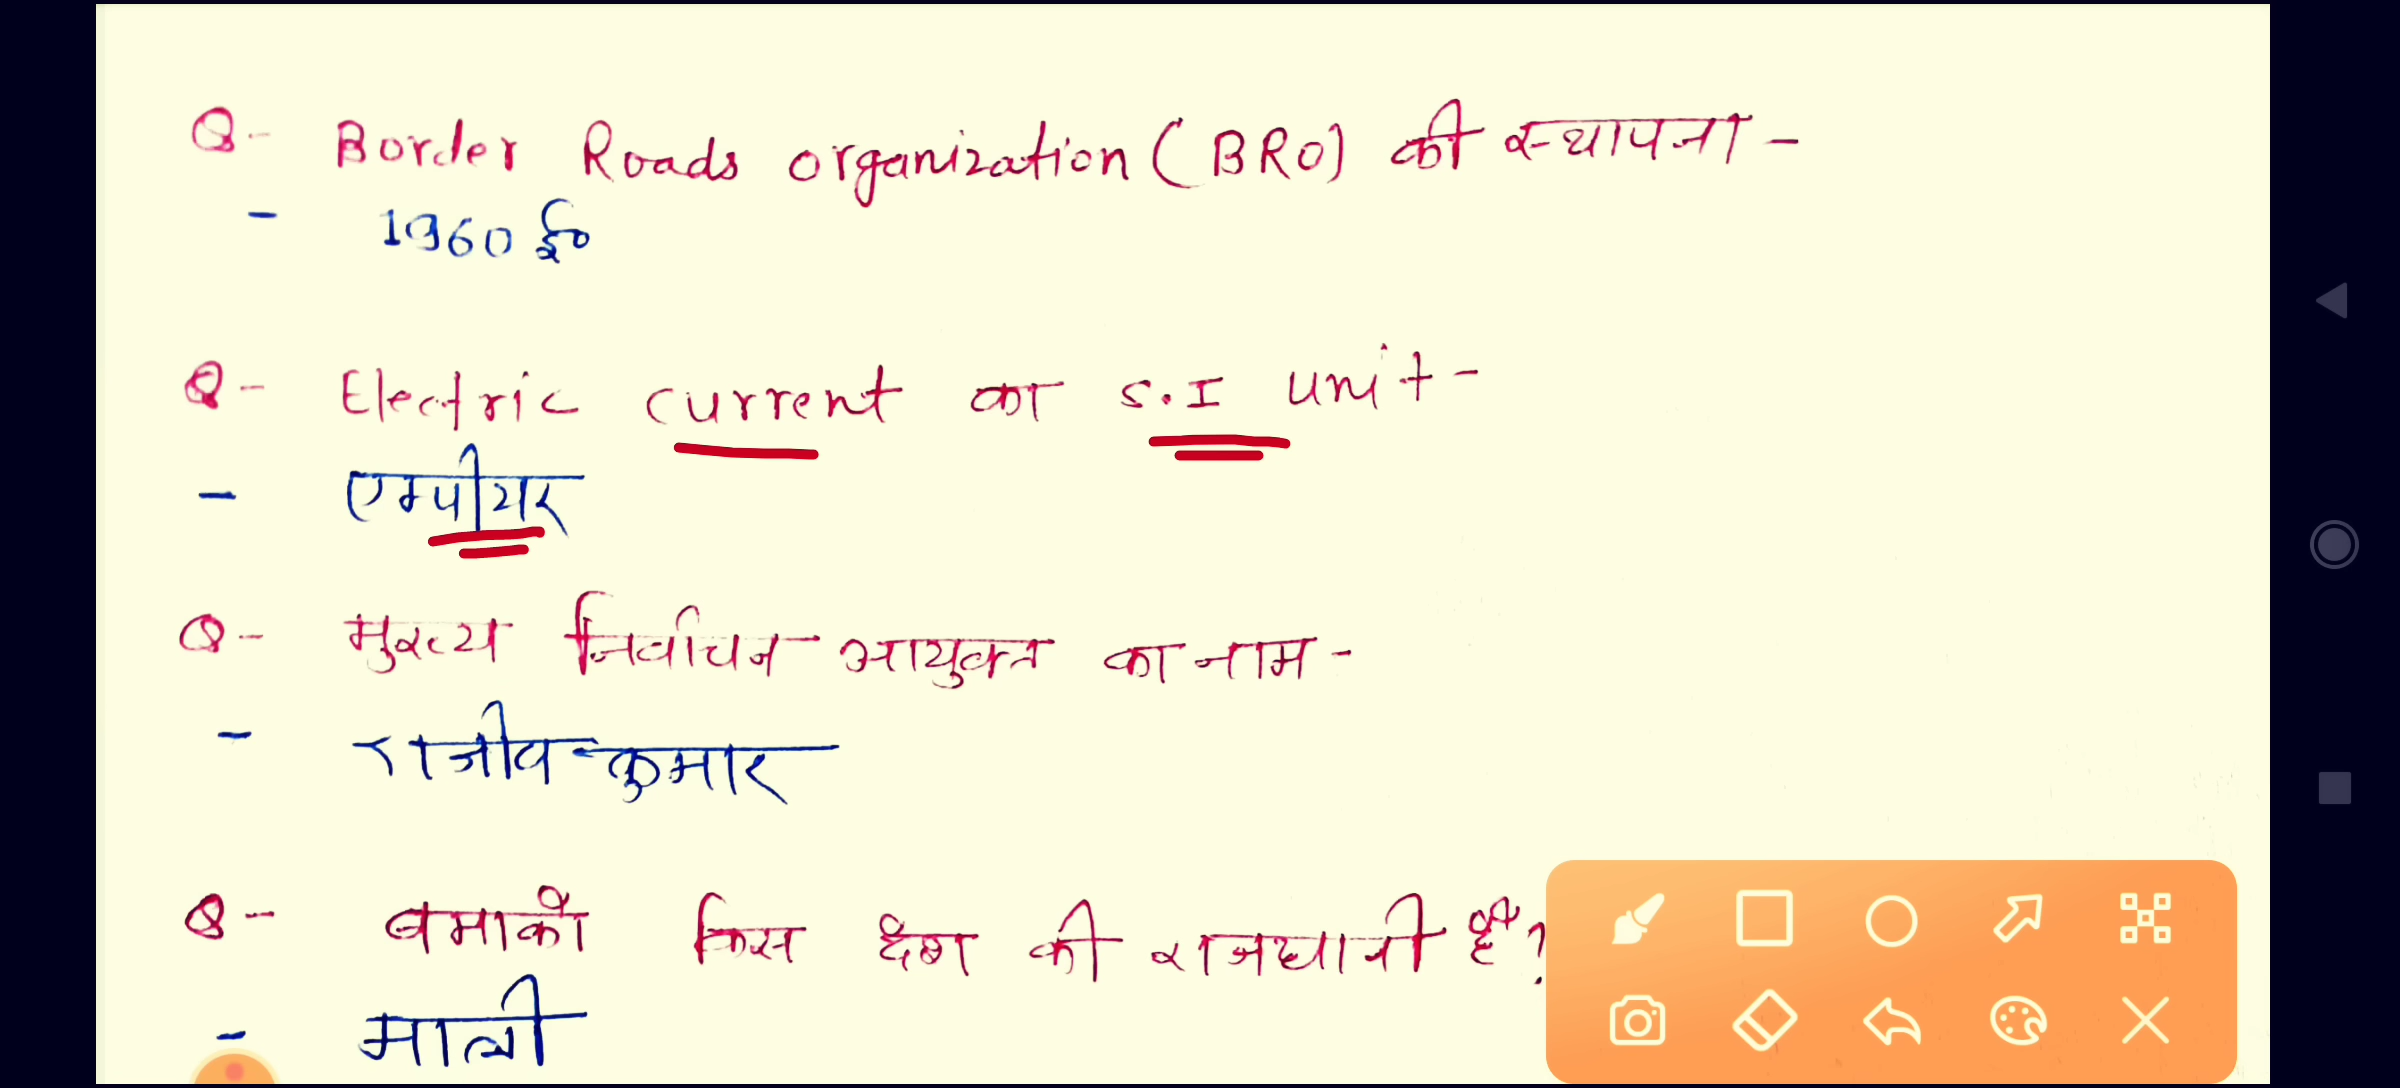 Q- Border Roads organization (BRO) की स्थापना -
- 1960 ई०
Q- Electric current का S.I unit -
- एम्पीयर
Q- मुख्य निर्वाचन आयुक्त का नाम -
- राजीव कुमार
Q- बमाको किस देश की राजधानी है?
- माली